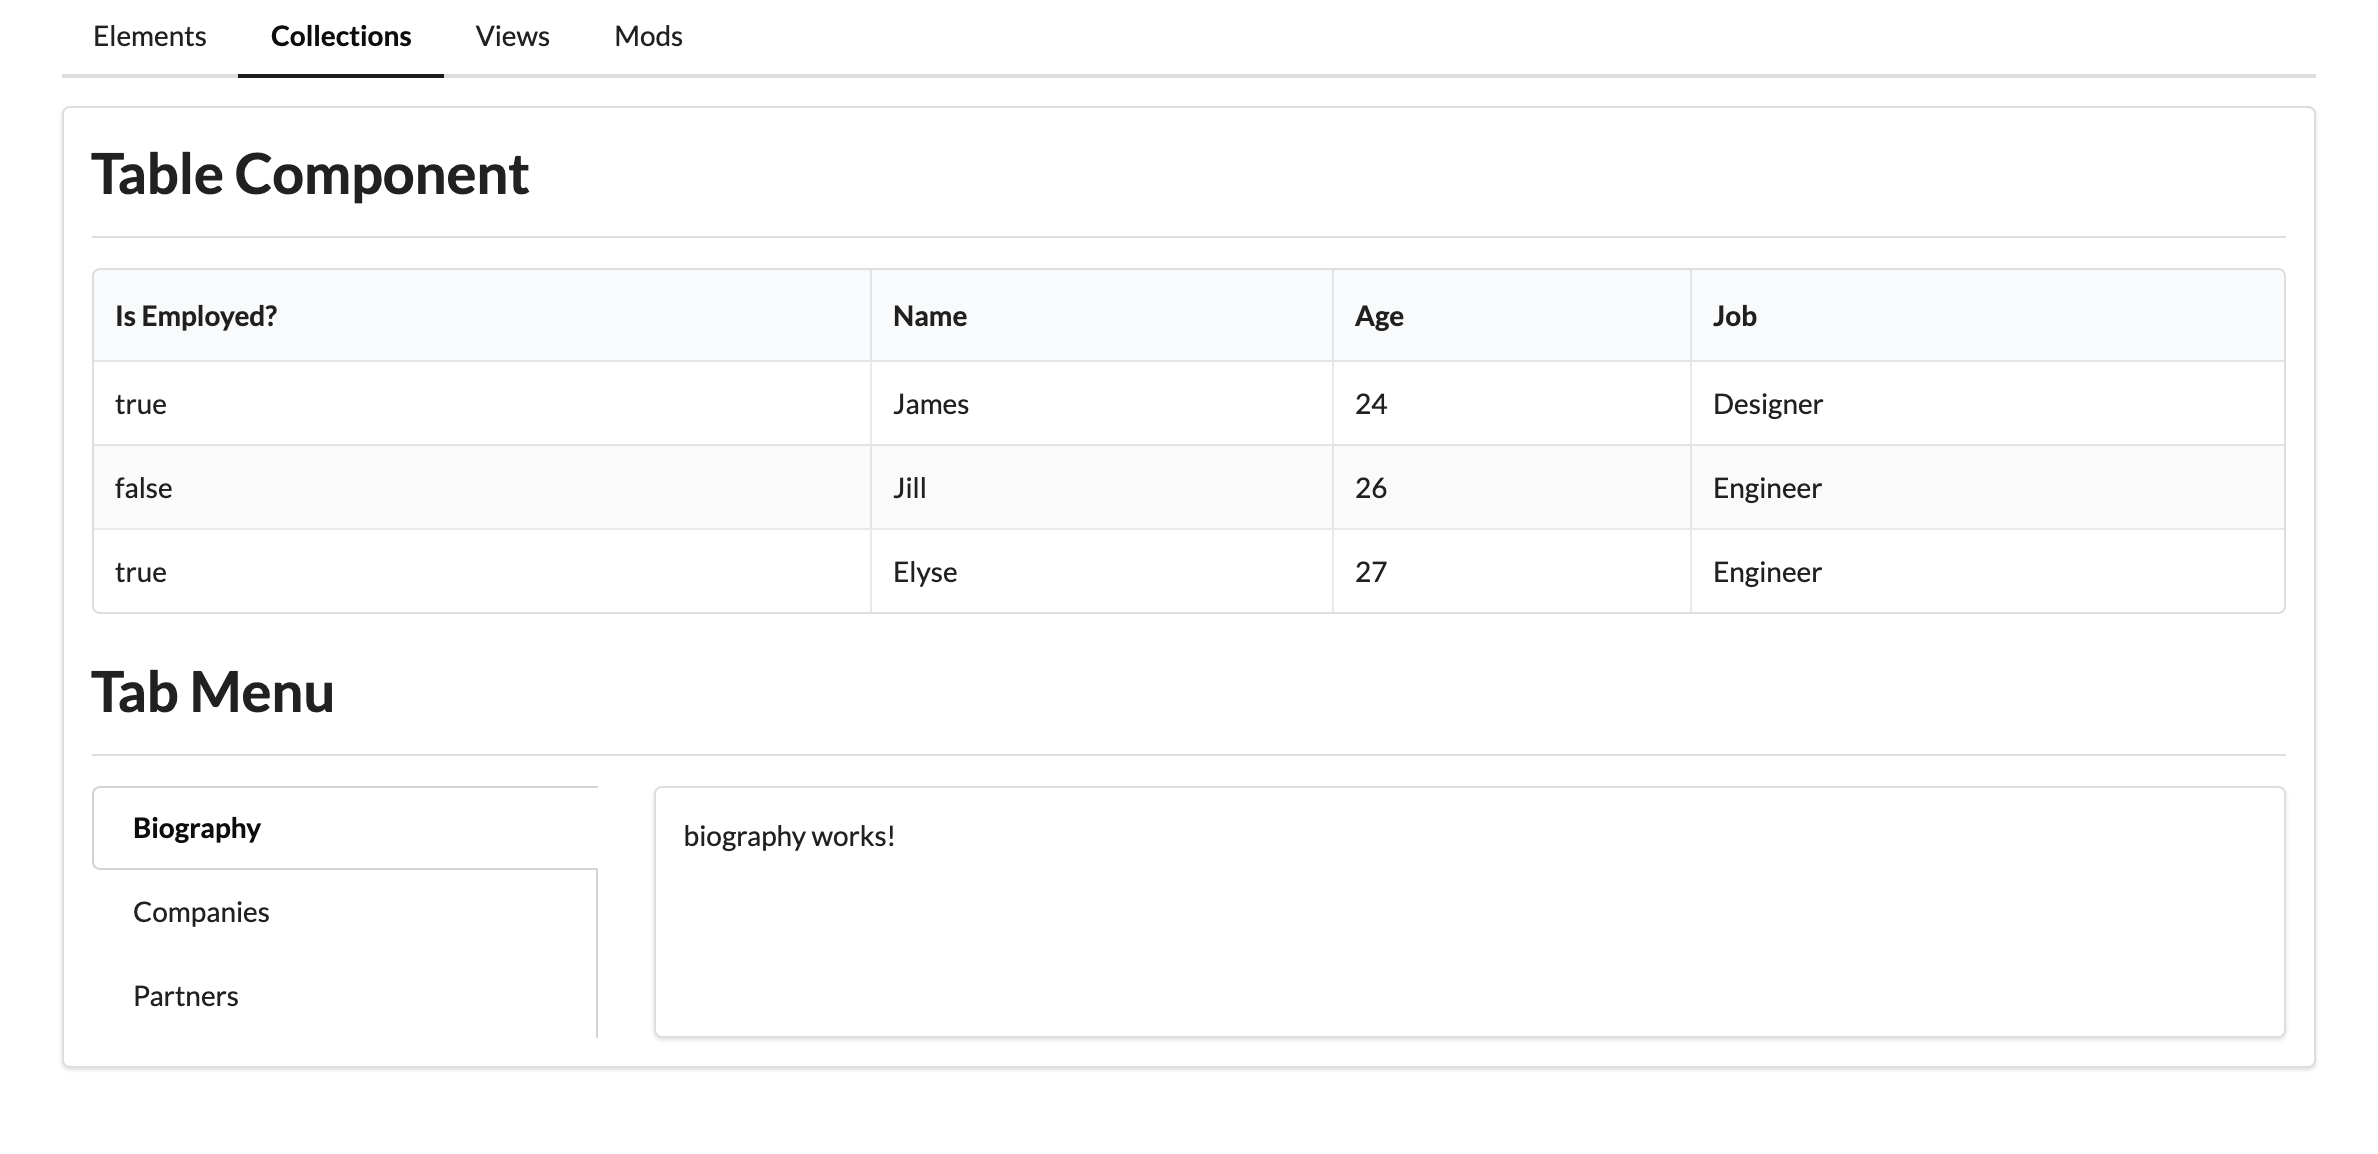 Elements Collections Views Mods
Table Component
Is Employed? Name Age Job
true James 24 Designer
false Jill 26 Engineer
true Elyse 27 Engineer
Tab Menu
Biography
biography works!
Companies
Partners